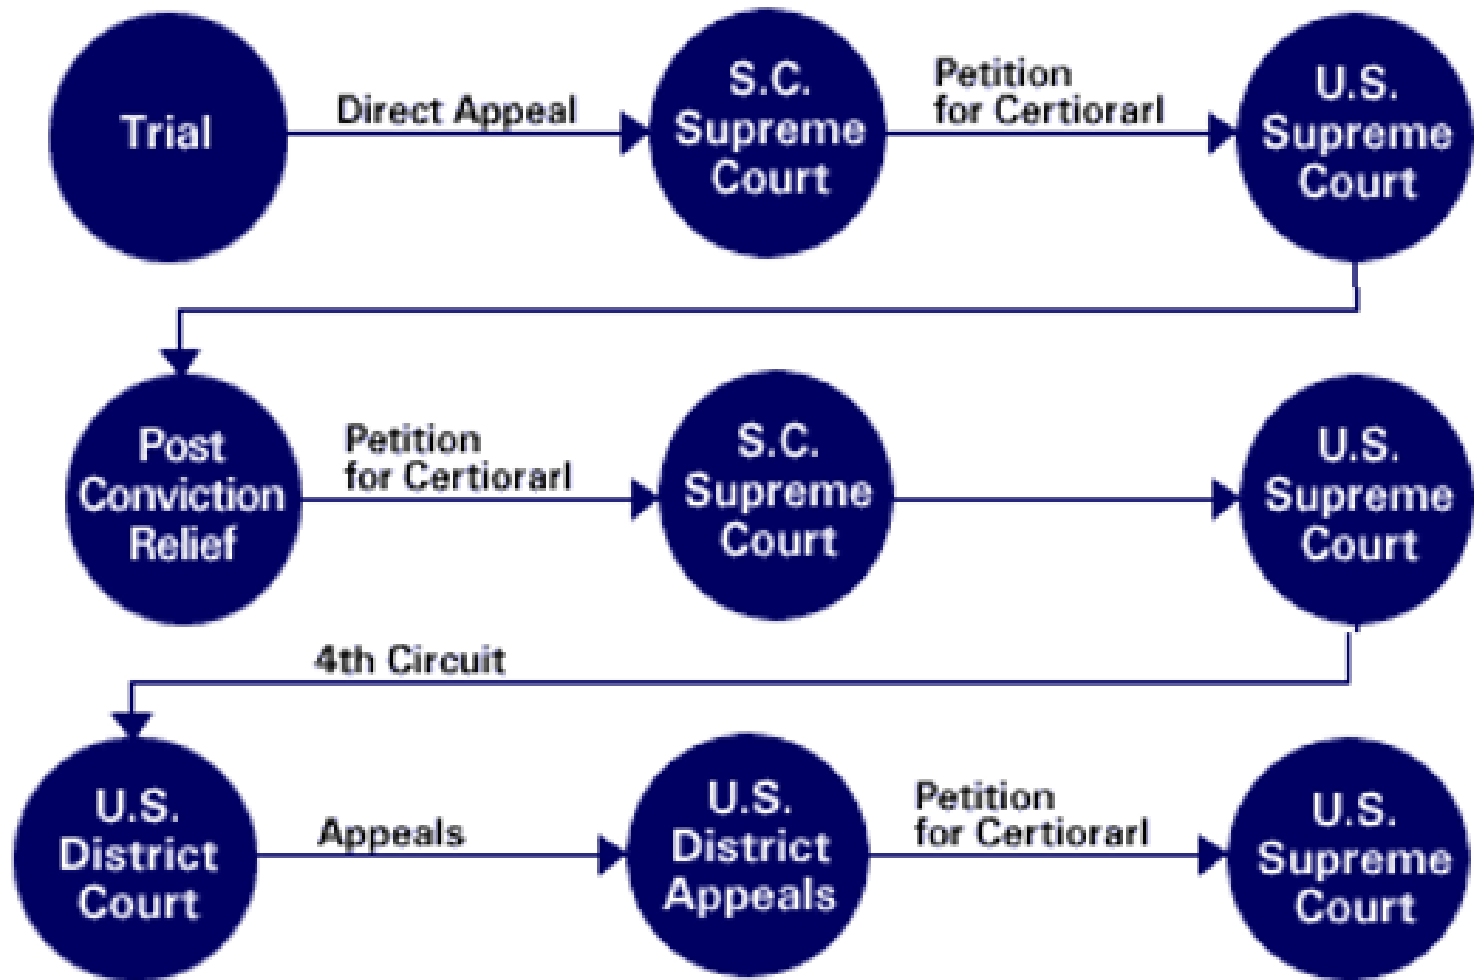 Trial
Direct Appeal
S.C.
Supreme
Court
Petition
for Certiorarl
U.S.
Supreme
Court
Post
Conviction
Relief
Petition
for Certiorarl
S.C.
Supreme
Court
U.S.
Supreme
Court
4th Circuit
U.S.
District
Court
Appeals
U.S.
District
Appeals
Petition
for Certiorarl
U.S.
Supreme
Court